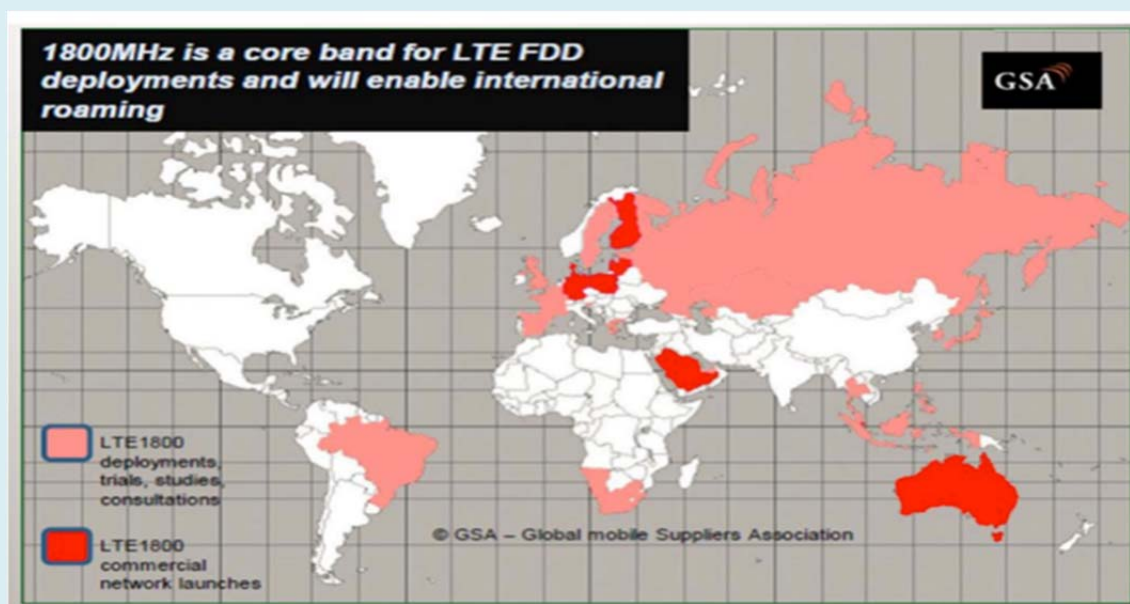 1800MHz is a core band for LTE FDD
deployments and will enable international
roaming
GSA
LTE1800
deployments,
trials, studies,
consultations
© GSA – Global mobile Suppliers Association
LTE1800
commercial
network launches